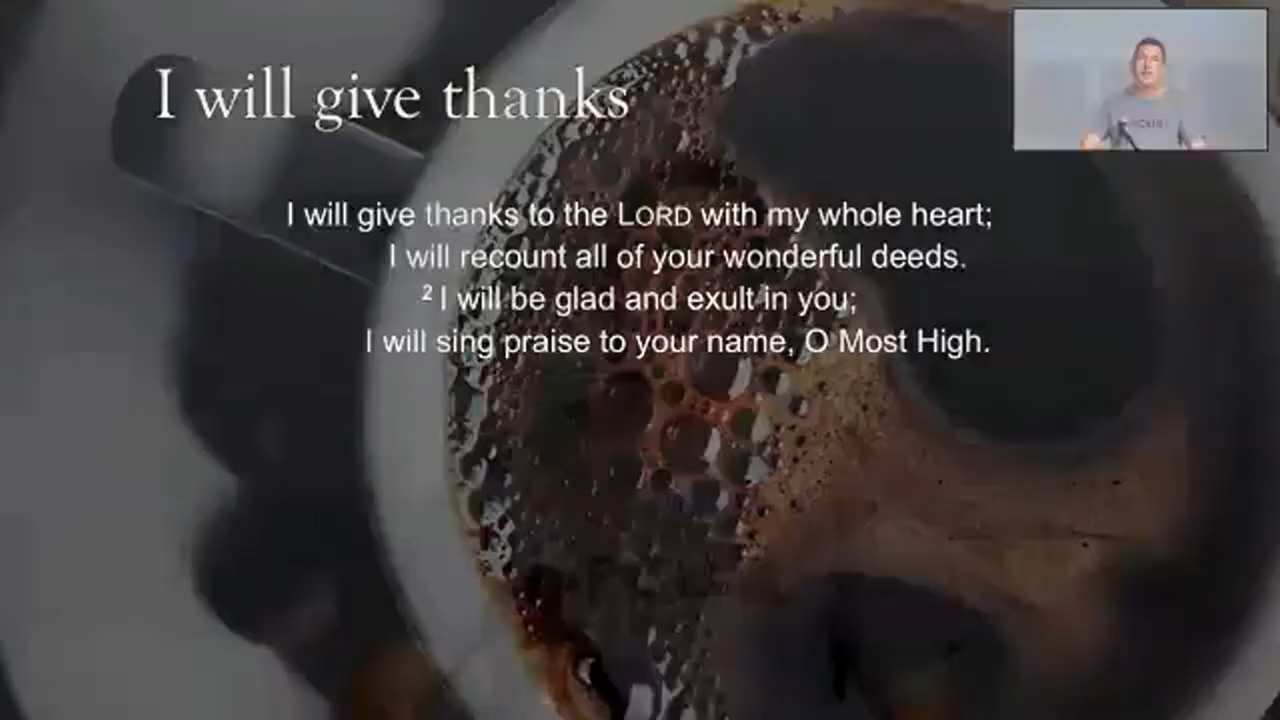 I will give thanks
I will give thanks to the LORD with my whole heart;
I will recount all of your wonderful deeds.
² I will be glad and exult in you;
I will sing praise to your name, O Most High.